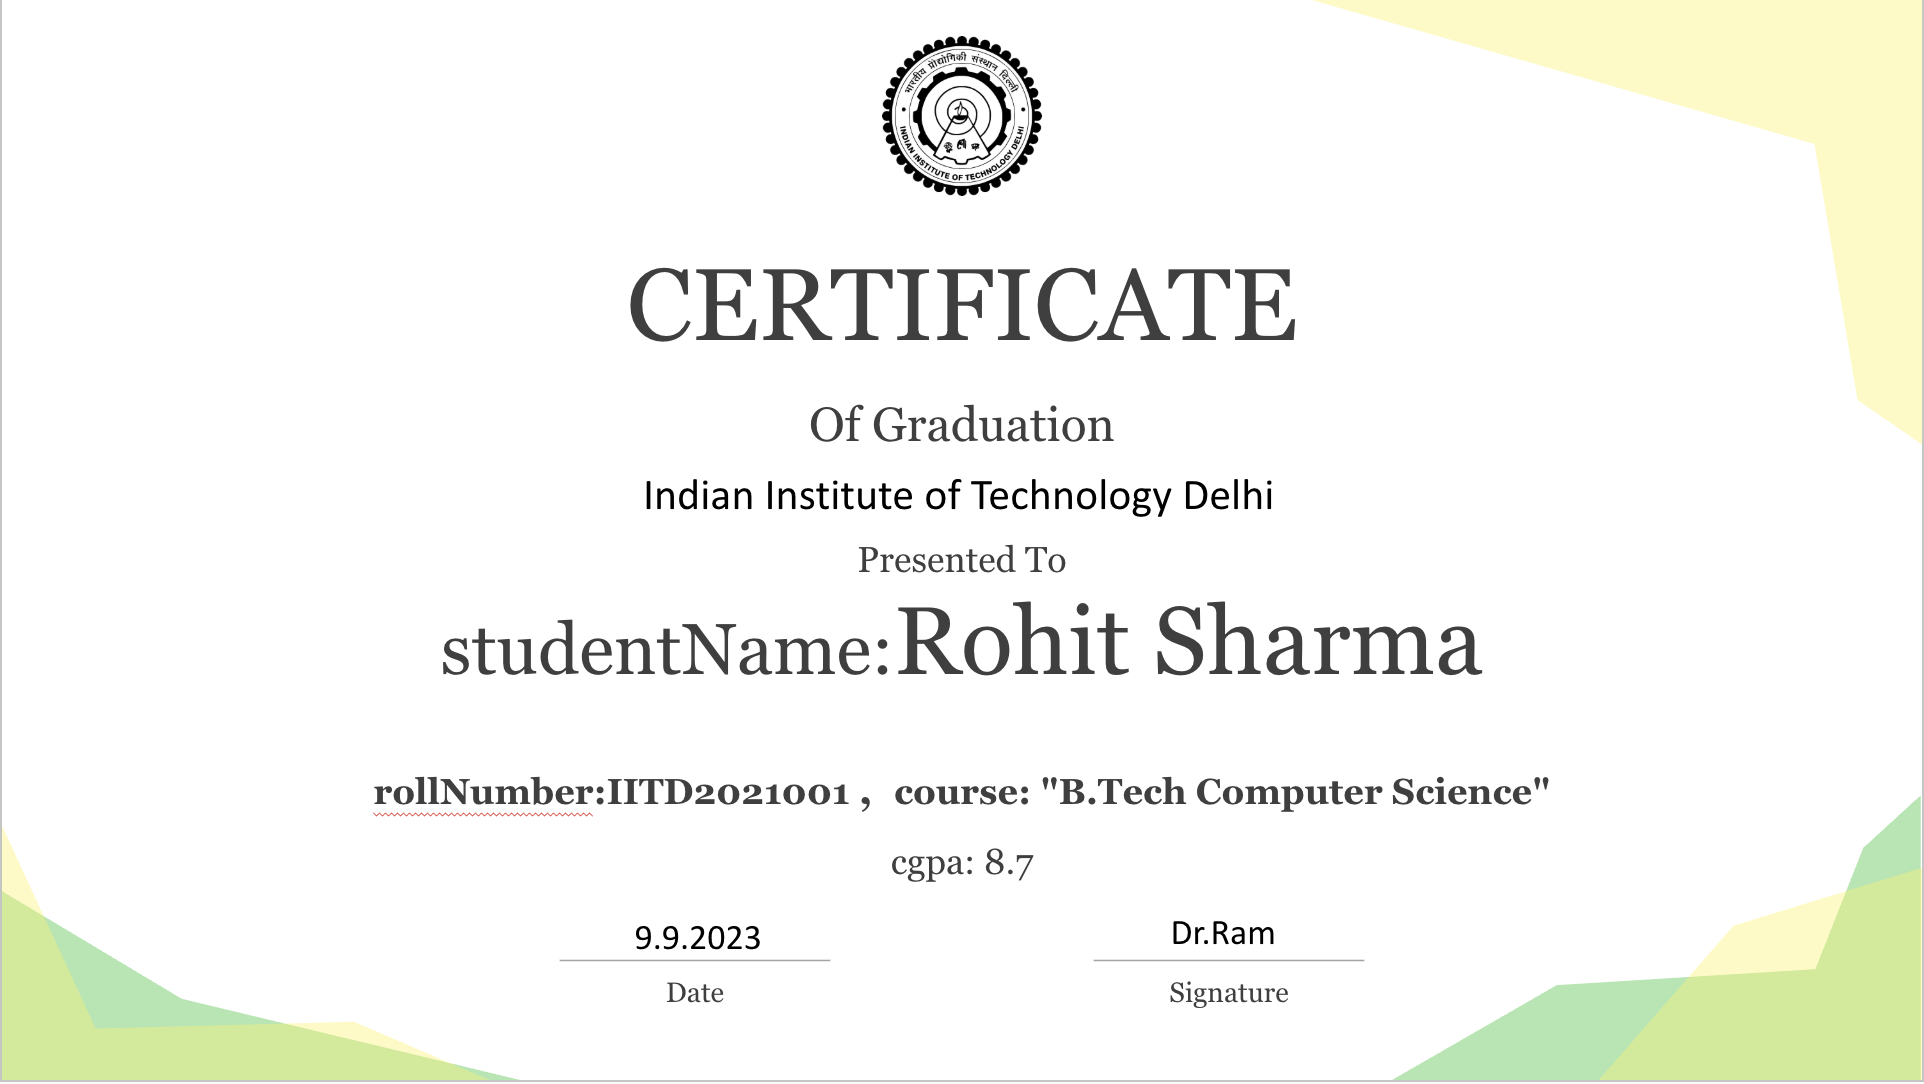 भारतीय प्रौद्योगिकी संस्थान दिल्ली
INDIAN INSTITUTE OF TECHNOLOGY DELHI
CERTIFICATE
Of Graduation
Indian Institute of Technology Delhi
Presented To
studentName:Rohit Sharma
rollNumber:IITD2021001 , course: "B.Tech Computer Science"
cgpa: 8.7
9.9.2023
Dr.Ram
Date
Signature